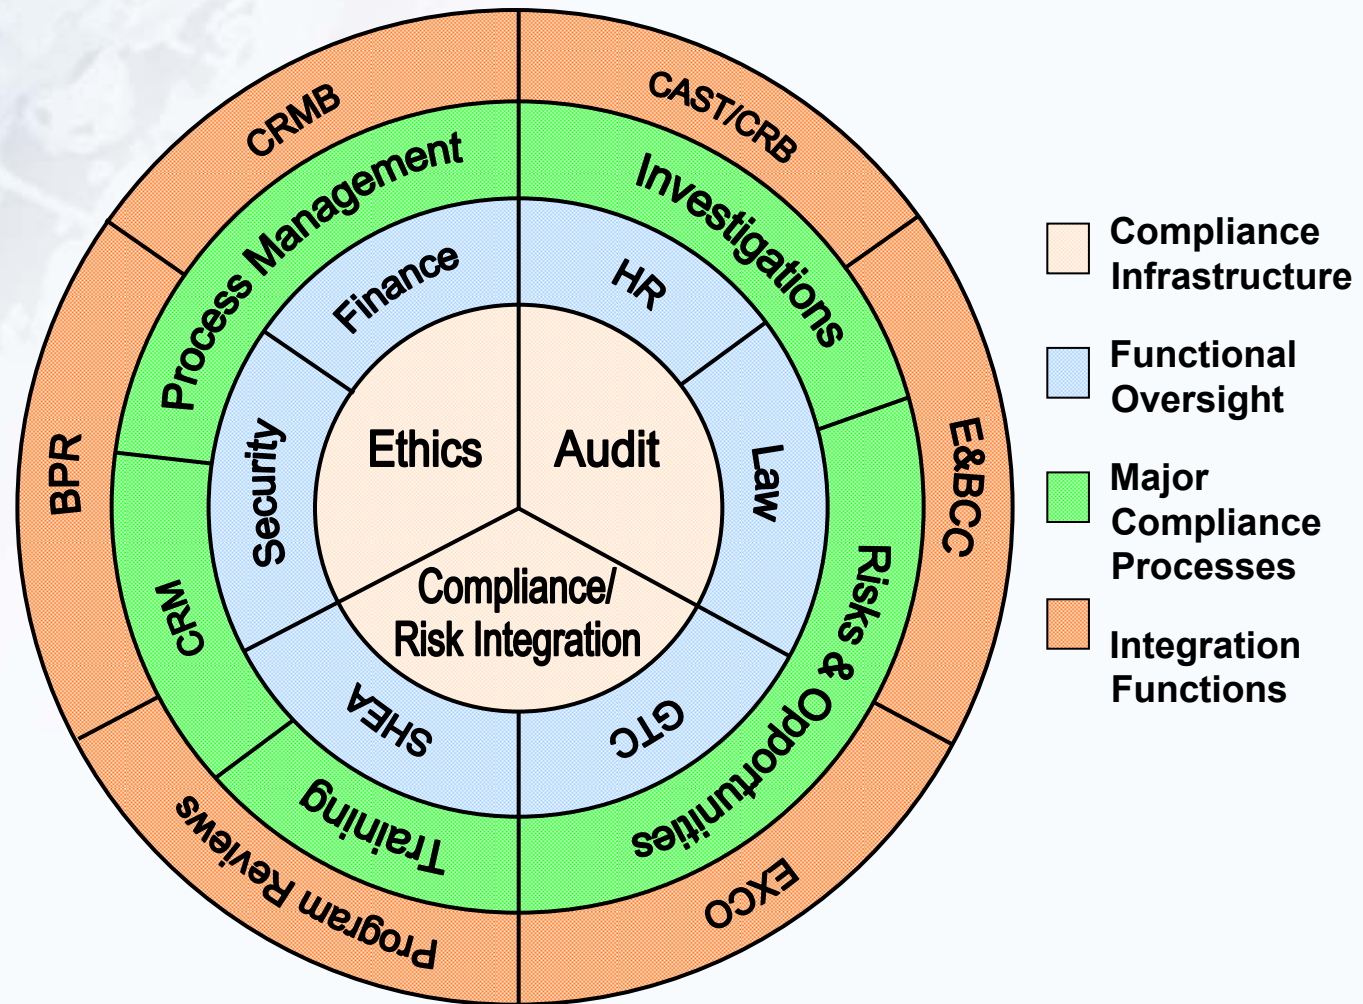 CRMB
CAST/CRB
Process Management
Investigations
Finance
HR
Compliance
Infrastructure
Functional
Oversight
Major
Compliance
Processes
Integration
Functions
BPR
Security
Ethics
Audit
Law
E&BCC
Compliance/
Risk Integration
CRM
Risks & Opportunities
SHEA
GTC
Training
Program Reviews
EXCO